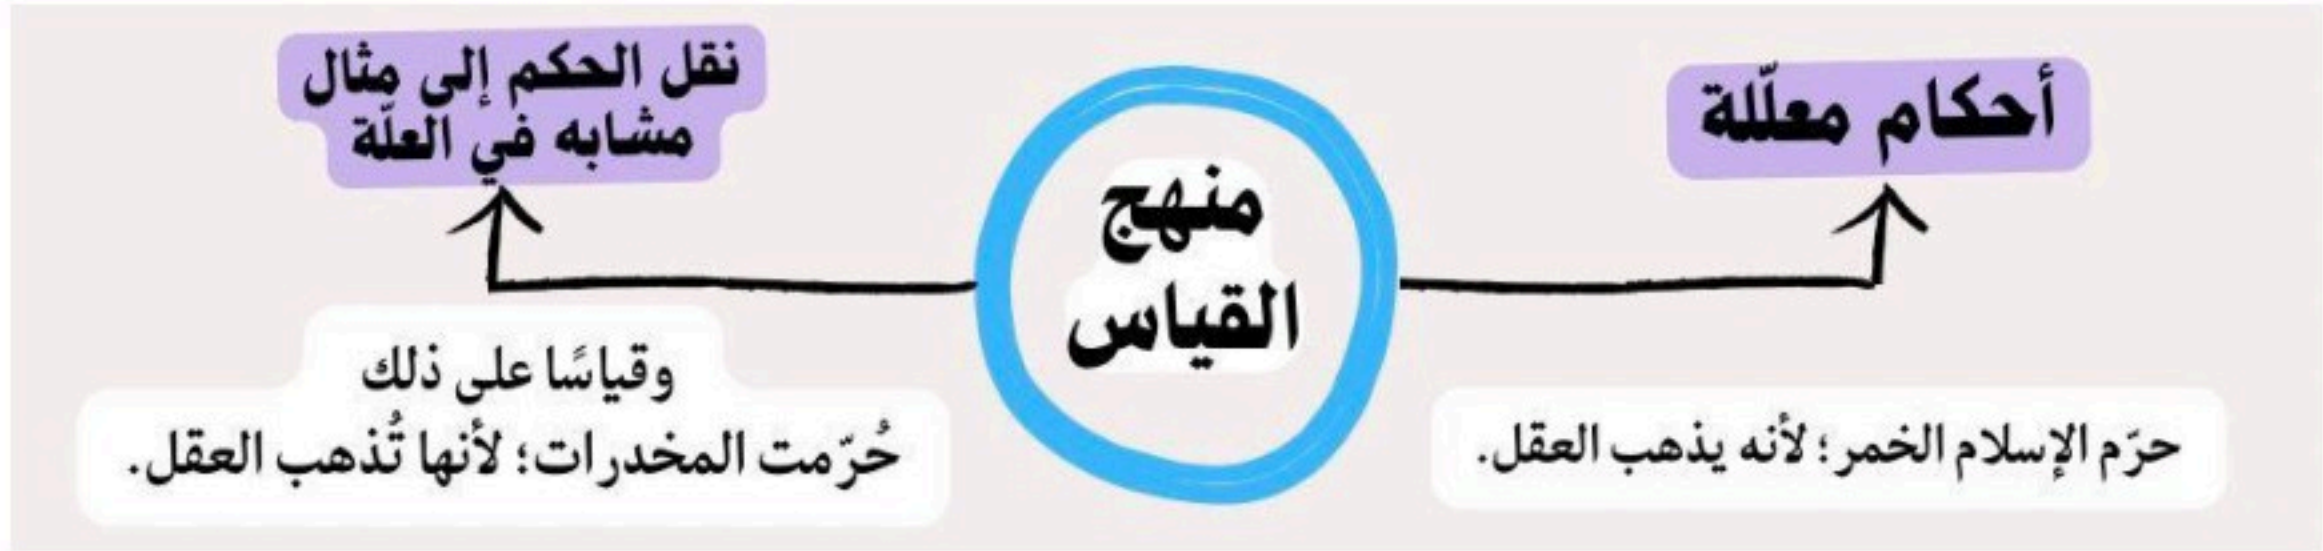 أحكام معلّلة
حرّم الإسلام الخمر؛ لأنه يذهب العقل.
منهج
القياس
نقل الحكم إلى مثال
مشابه في العلّة
وقياسًا على ذلك
حُرّمت المخدرات؛ لأنها تُذهب العقل.